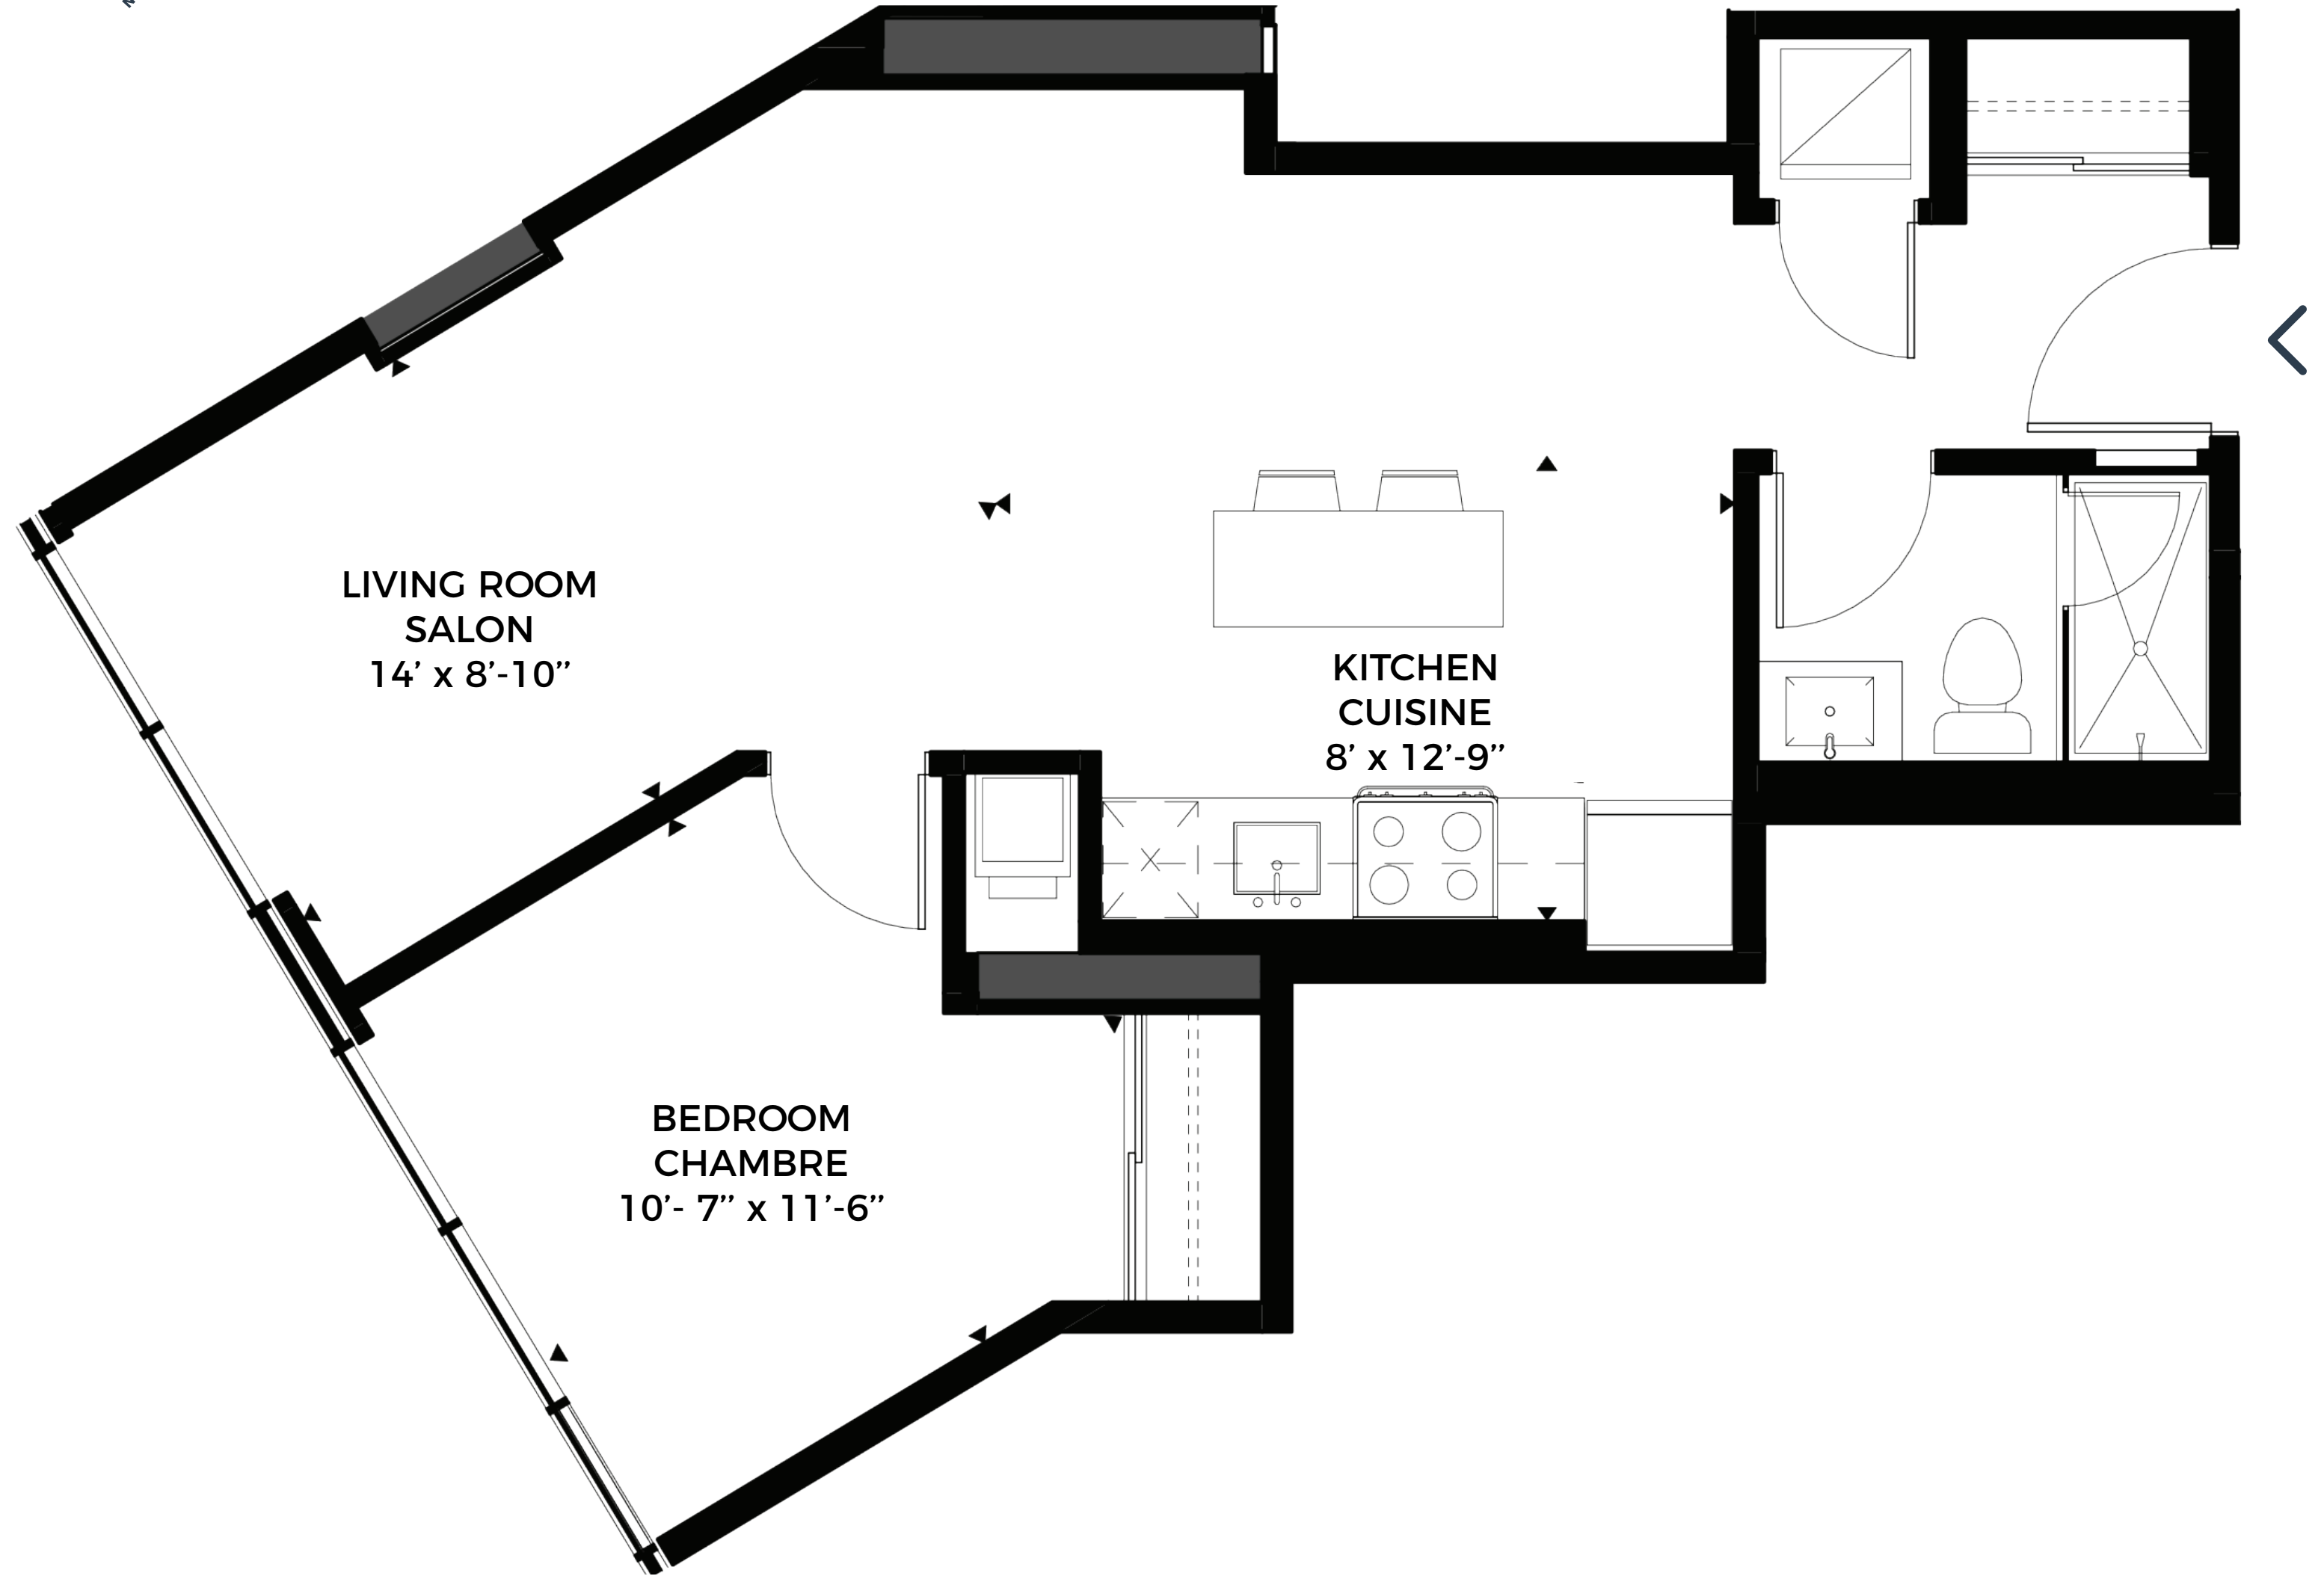 LIVING ROOM
SALON
14’ x 8’-10’’
KITCHEN
CUISINE
8’ x 12’-9’’
BEDROOM
CHAMBRE
10’- 7’’ x 11’-6’’